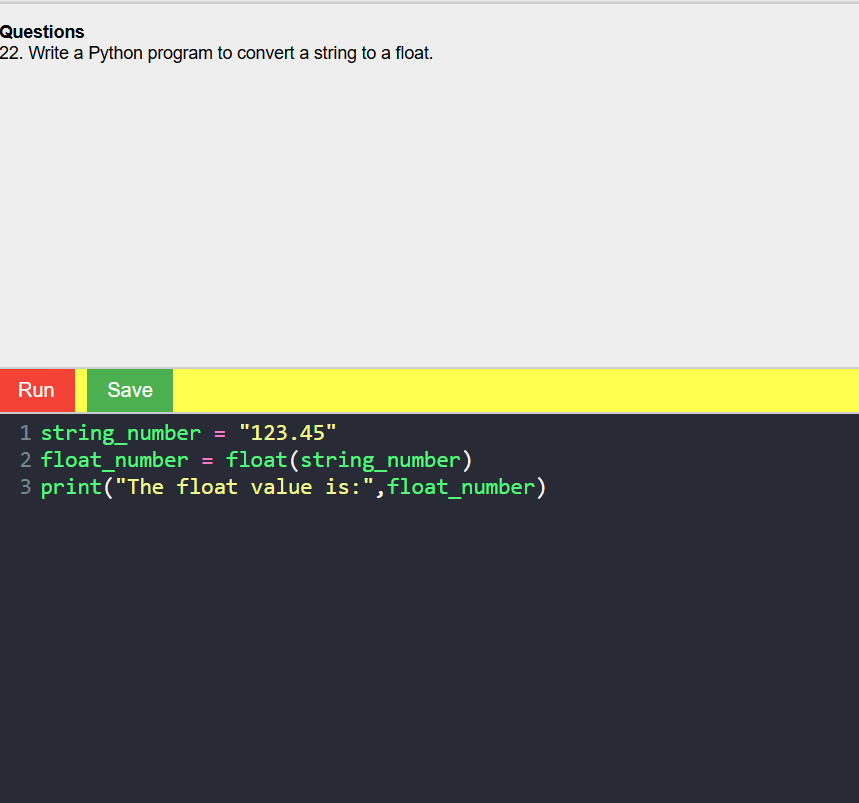 Questions
22. Write a Python program to convert a string to a float.
Run Save
1 string_number = "123.45"
2 float_number = float(string_number)
3 print("The float value is:",float_number)